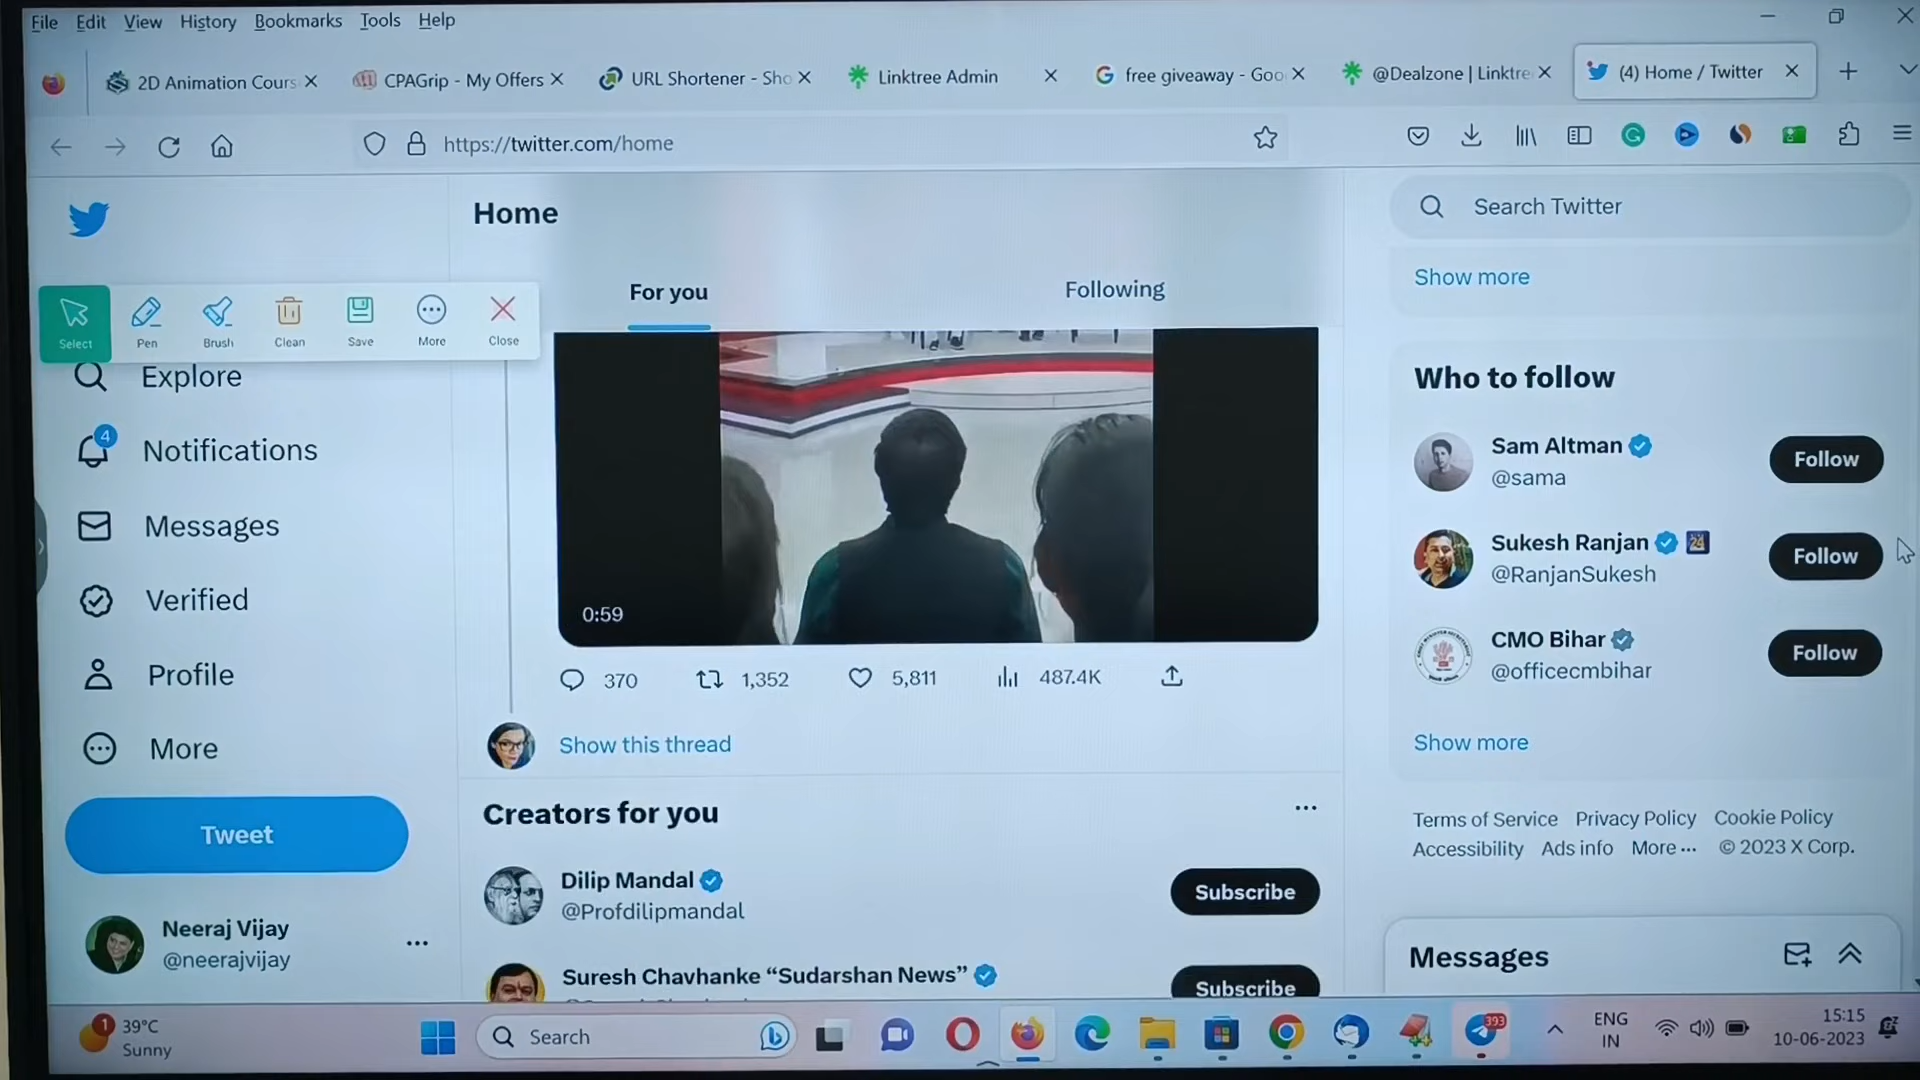 File Edit View History Bookmarks Tools Help
2D Animation Cours
CPAGrip - My Offers
URL Shortener - Sho
Linktree Admin
free giveaway - Goo
@Dealzone | Linktre
(4) Home / Twitter
https://twitter.com/home
Home
Search Twitter
Show more
For you
Following
Select
Pen
Brush
Clean
Save
More
Close
Explore
4
Notifications
Messages
Verified
Profile
More
Tweet
Neeraj Vijay
@neerajvijay
0:59
370 1,352 5,811 487.4K
Show this thread
Creators for you
Dilip Mandal
@Profdilipmandal
Subscribe
Suresh Chavhanke “Sudarshan News”
Subscribe
Who to follow
Sam Altman
@sama
Follow
Sukesh Ranjan 24
@RanjanSukesh
Follow
CMO Bihar
@officecmbihar
Follow
Show more
Terms of Service Privacy Policy Cookie Policy
Accessibility Ads info More © 2023 X Corp.
Messages
1
39°C
Sunny
Search
393
ENG
IN
15:15
10-06-2023